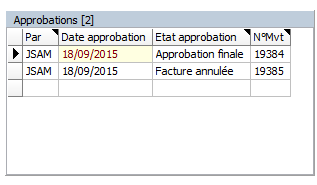 Approbations [2]
Par Date approbation Etat approbation N°Mvt
JSAM 18/09/2015 Approbation finale 19384
JSAM 18/09/2015 Facture annulée 19385